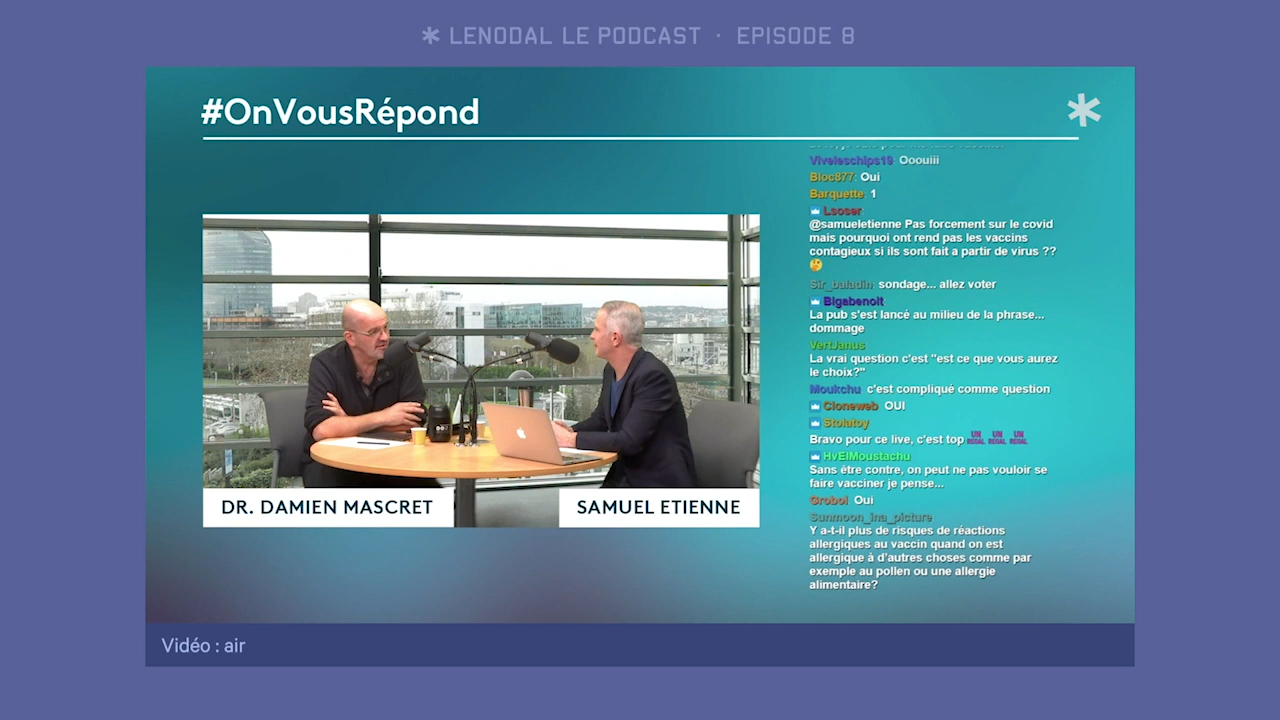 LENODAL LE PODCAST · EPISODE 8
#OnVousRépond
Viveleschips19 Ooouiii
Bloc877: Oui
Barquette 1
Lsoser
@samueletienne Pas forcement sur le covid
mais pourquoi ont rend pas les vaccins
contagieux si ils sont fait a partir de virus ??
Sir_baladin sondage... allez voter
Bigabenoit
La pub s'est lancé au milieu de la phrase...
dommage
VertJanus
La vrai question c'est "est ce que vous aurez
le choix?"
Moukchu c'est compliqué comme question
Cloneweb OUI
Stolatoy
Bravo pour ce live, c'est top UN REGAL UN REGAL UN REGAL
HvElMoustachu
Sans être contre, on peut ne pas vouloir se
faire vacciner je pense...
Grobol Oui
Sunmoon_ina_picture
Y a-t-il plus de risques de réactions
allergiques au vaccin quand on est
allergique à d'autres choses comme par
exemple au pollen ou une allergie
alimentaire?
DR. DAMIEN MASCRET
SAMUEL ETIENNE
Vidéo : air